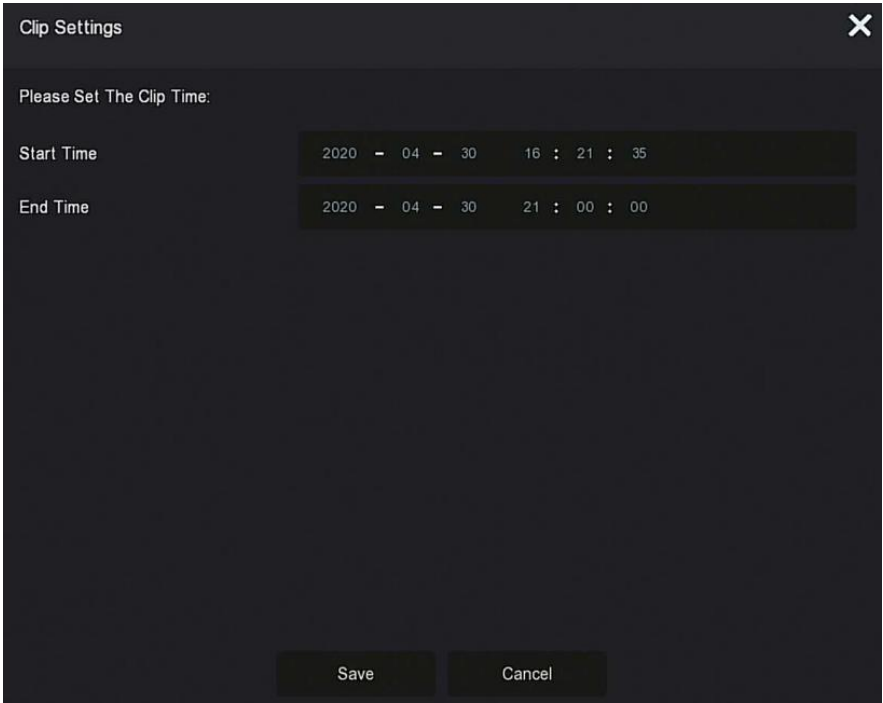 Clip Settings
Please Set The Clip Time:
Start Time 2020 - 04 - 30 16 : 21 : 35
End Time 2020 - 04 - 30 21 : 00 : 00
Save Cancel